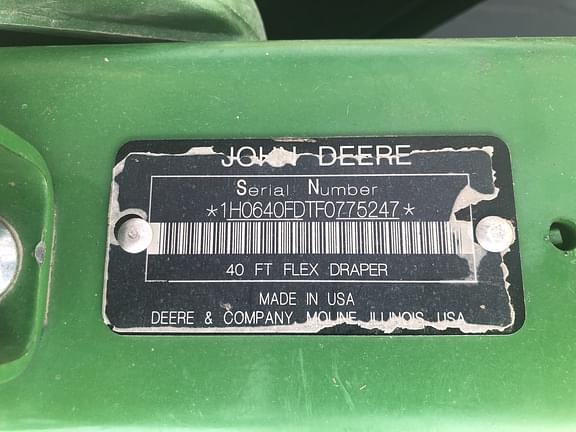 JOHN DEERE
Serial Number
*1H0640FDTF0775247*
40 FT FLEX DRAPER
MADE IN USA
DEERE & COMPANY, MOLINE, ILLINOIS, USA